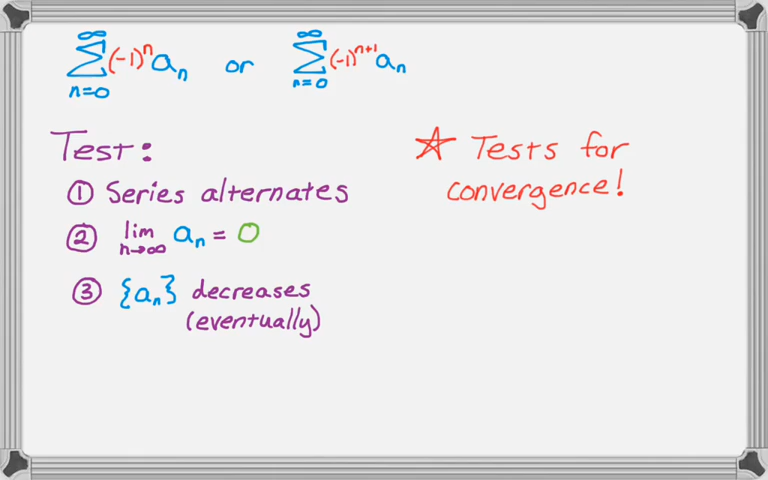 ∞∑n=0 (-1)^n a_n or ∞∑n=0 (-1)^{n+1} a_n
Test:
① Series alternates
② lim n→∞ a_n = 0
③ {a_n} decreases
(eventually)
☆ Tests for
convergence!